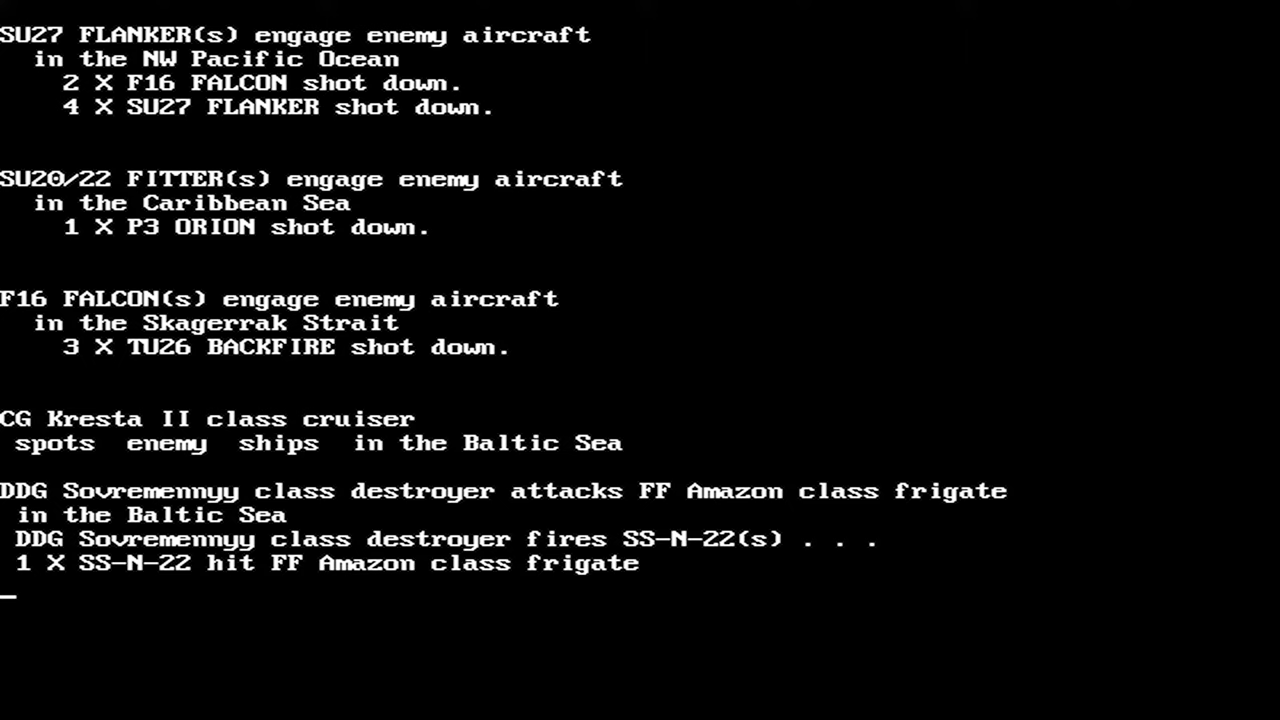 SU27 FLANKER(s) engage enemy aircraft
in the NW Pacific Ocean
2 X F16 FALCON shot down.
4 X SU27 FLANKER shot down.
SU20/22 FITTER(s) engage enemy aircraft
in the Caribbean Sea
1 X P3 ORION shot down.
F16 FALCON(s) engage enemy aircraft
in the Skagerrak Strait
3 X TU26 BACKFIRE shot down.
CG Kresta II class cruiser
spots enemy ships in the Baltic Sea
DDG Sovremennyy class destroyer attacks FF Amazon class frigate
in the Baltic Sea
DDG Sovremennyy class destroyer fires SS-N-22(s) . . .
1 X SS-N-22 hit FF Amazon class frigate